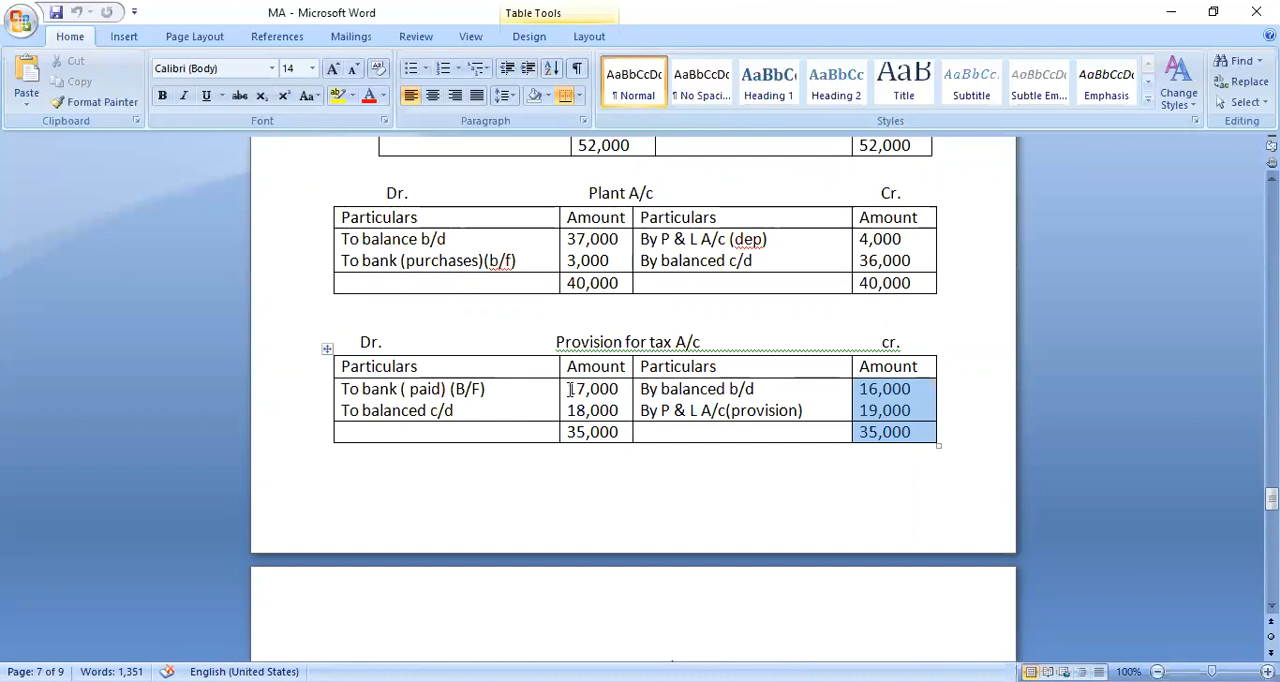 MA - Microsoft Word
Table Tools
Home Insert Page Layout References Mailings Review View Design Layout
Cut
Copy
Format Painter
Paste
Clipboard
Calibri (Body) 14
Font
Paragraph
AaBbCcDc AaBbCcDc AaBbC AaBbCc AaB AaBbCc. AaBbCcDc AaBbCcDc
¶ Normal ¶ No Spaci... Heading 1 Heading 2 Title Subtitle Subtle Em... Emphasis
Change
Styles
Styles
Find
Replace
Select
Editing
52,000 52,000
Dr. Plant A/c Cr.
Particulars Amount Particulars Amount
To balance b/d 37,000 By P & L A/c (dep) 4,000
To bank (purchases)(b/f) 3,000 By balanced c/d 36,000
40,000 40,000
Dr. Provision for tax A/c cr.
Particulars Amount Particulars Amount
To bank ( paid) (B/F) 17,000 By balanced b/d 16,000
To balanced c/d 18,000 By P & L A/c(provision) 19,000
35,000 35,000
Page: 7 of 9 Words: 1,351 English (United States) 100%